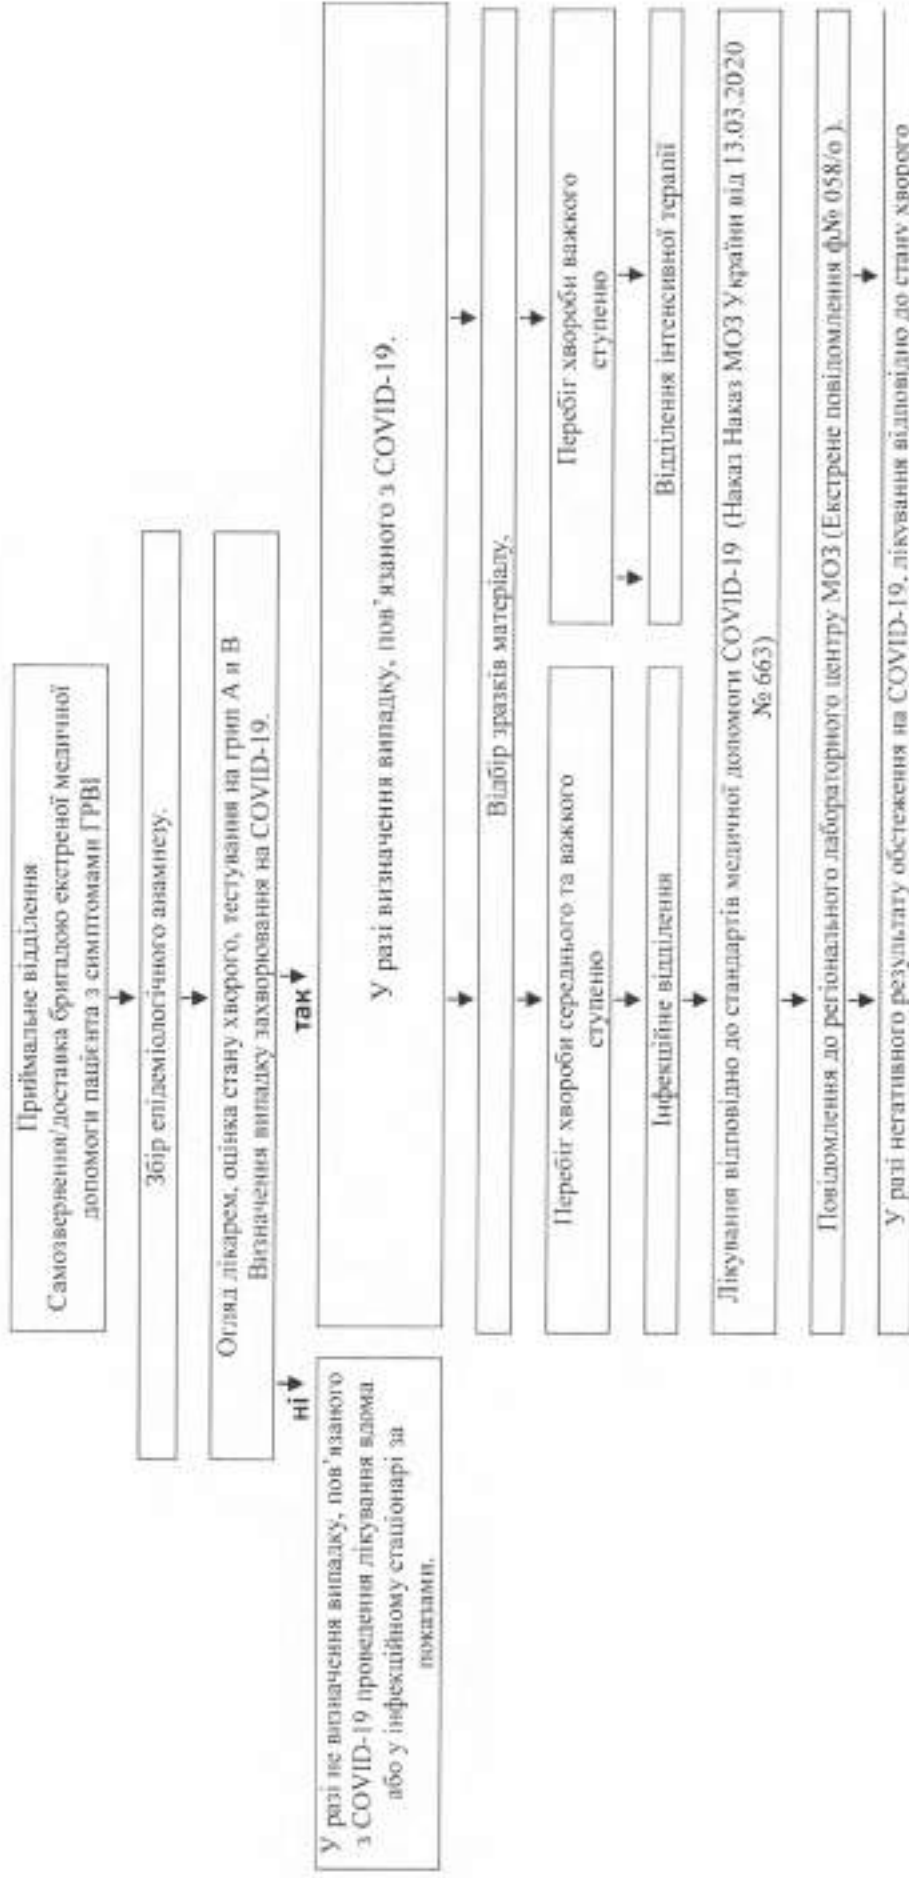 Приймальне відділення
Самозвернення/доставка бригадою екстреної медичної
допомоги пацієнта з симптомами ГРВІ
Збір епідеміологічного анамнезу.
Огляд лікарем, оцінка стану хворого, тестування на грип А и В
Визначення випадку захворювання на COVID-19.
ні
так
У разі не визначення випадку, пов'язаного
з COVID-19 проведення лікування вдома
або у інфекційному стаціонарі за
показами.
У разі визначення випадку, пов'язаного з COVID-19.
Відбір зразків матеріалу.
Перебіг хвороби середнього та важкого
ступеню
Перебіг хвороби важкого
ступеню
Інфекційне відділення
Відділення інтенсивної терапії
Лікування відповідно до стандартів медичної допомоги COVID-19 (Наказ Наказ МОЗ України від 13.03.2020
№ 663)
Повідомлення до регіонального лабораторного центру МОЗ (Екстрене повідомлення ф.№ 058/о ).
У разі негативного результату обстеження на COVID-19, лікування відповідно до стану хворого